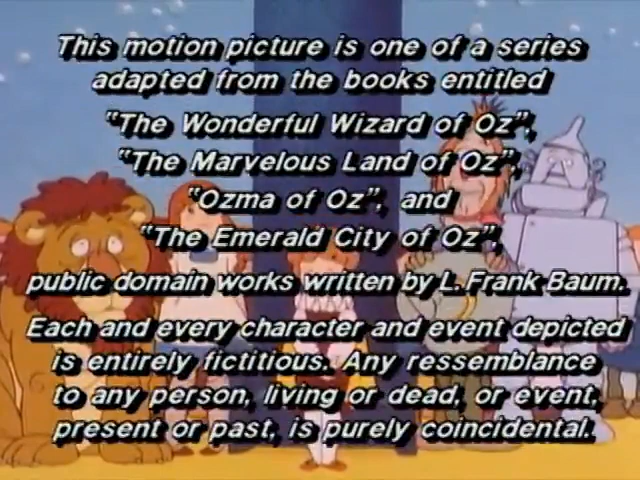 This motion picture is one of a series
adapted from the books entitled
"The Wonderful Wizard of Oz",
"The Marvelous Land of Oz",
"Ozma of Oz", and
"The Emerald City of Oz",
public domain works written by L. Frank Baum.
Each and every character and event depicted
is entirely fictitious. Any ressemblance
to any person, living or dead, or event,
present or past, is purely coincidental.